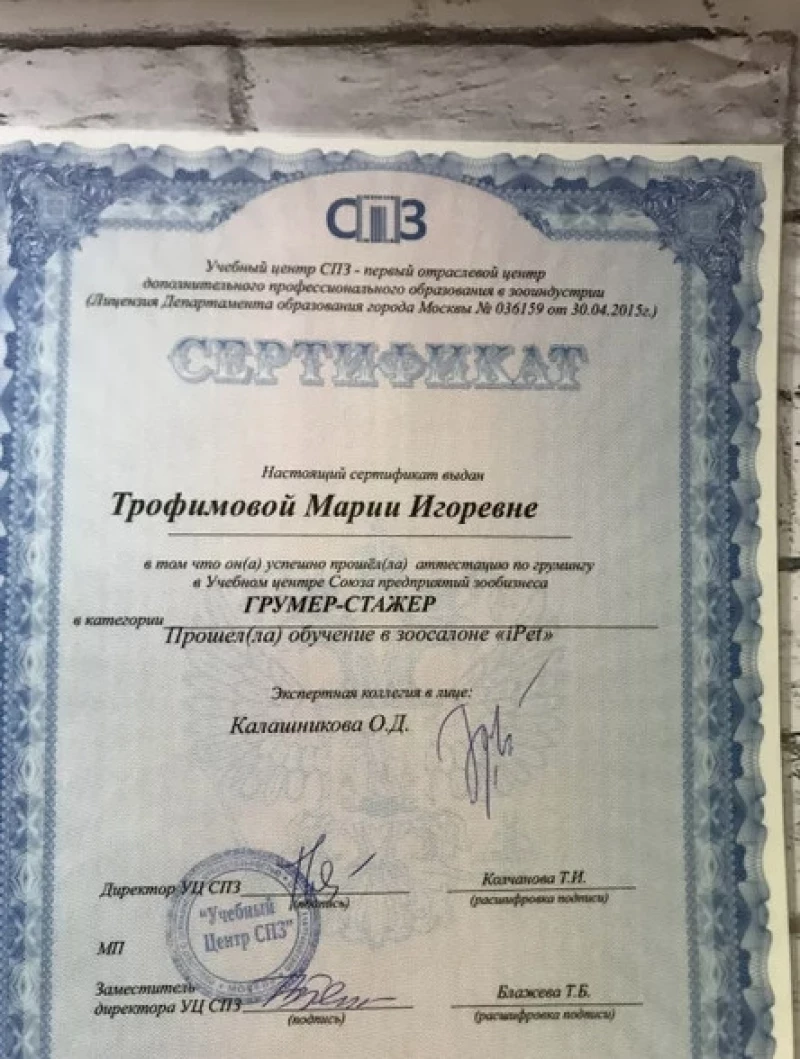 СПЗ
Учебный центр СПЗ - первый отраслевой центр
дополнительного профессионального образования в зооиндустрии
(Лицензия Департамента образования города Москвы № 036159 от 30.04.2015г.)
СЕРТИФИКАТ
Настоящий сертификат выдан
Трофимовой Марии Игоревне
в том что он(а) успешно прошёл(ла) аттестацию по грумингу
в Учебном центре Союза предприятий зообизнеса
ГРУМЕР-СТАЖЕР
в категории
Прошел(ла) обучение в зоосалоне «iPet»
Экспертная коллегия в лице:
Калашникова О.Д.
Директор УЦ СПЗ Колчанова Т.И.
(подпись) (расшифровка подписи)
"Учебный
Центр СПЗ"
МП
Заместитель
директора УЦ СПЗ Блажева Т.Б.
(подпись) (расшифровка подписи)